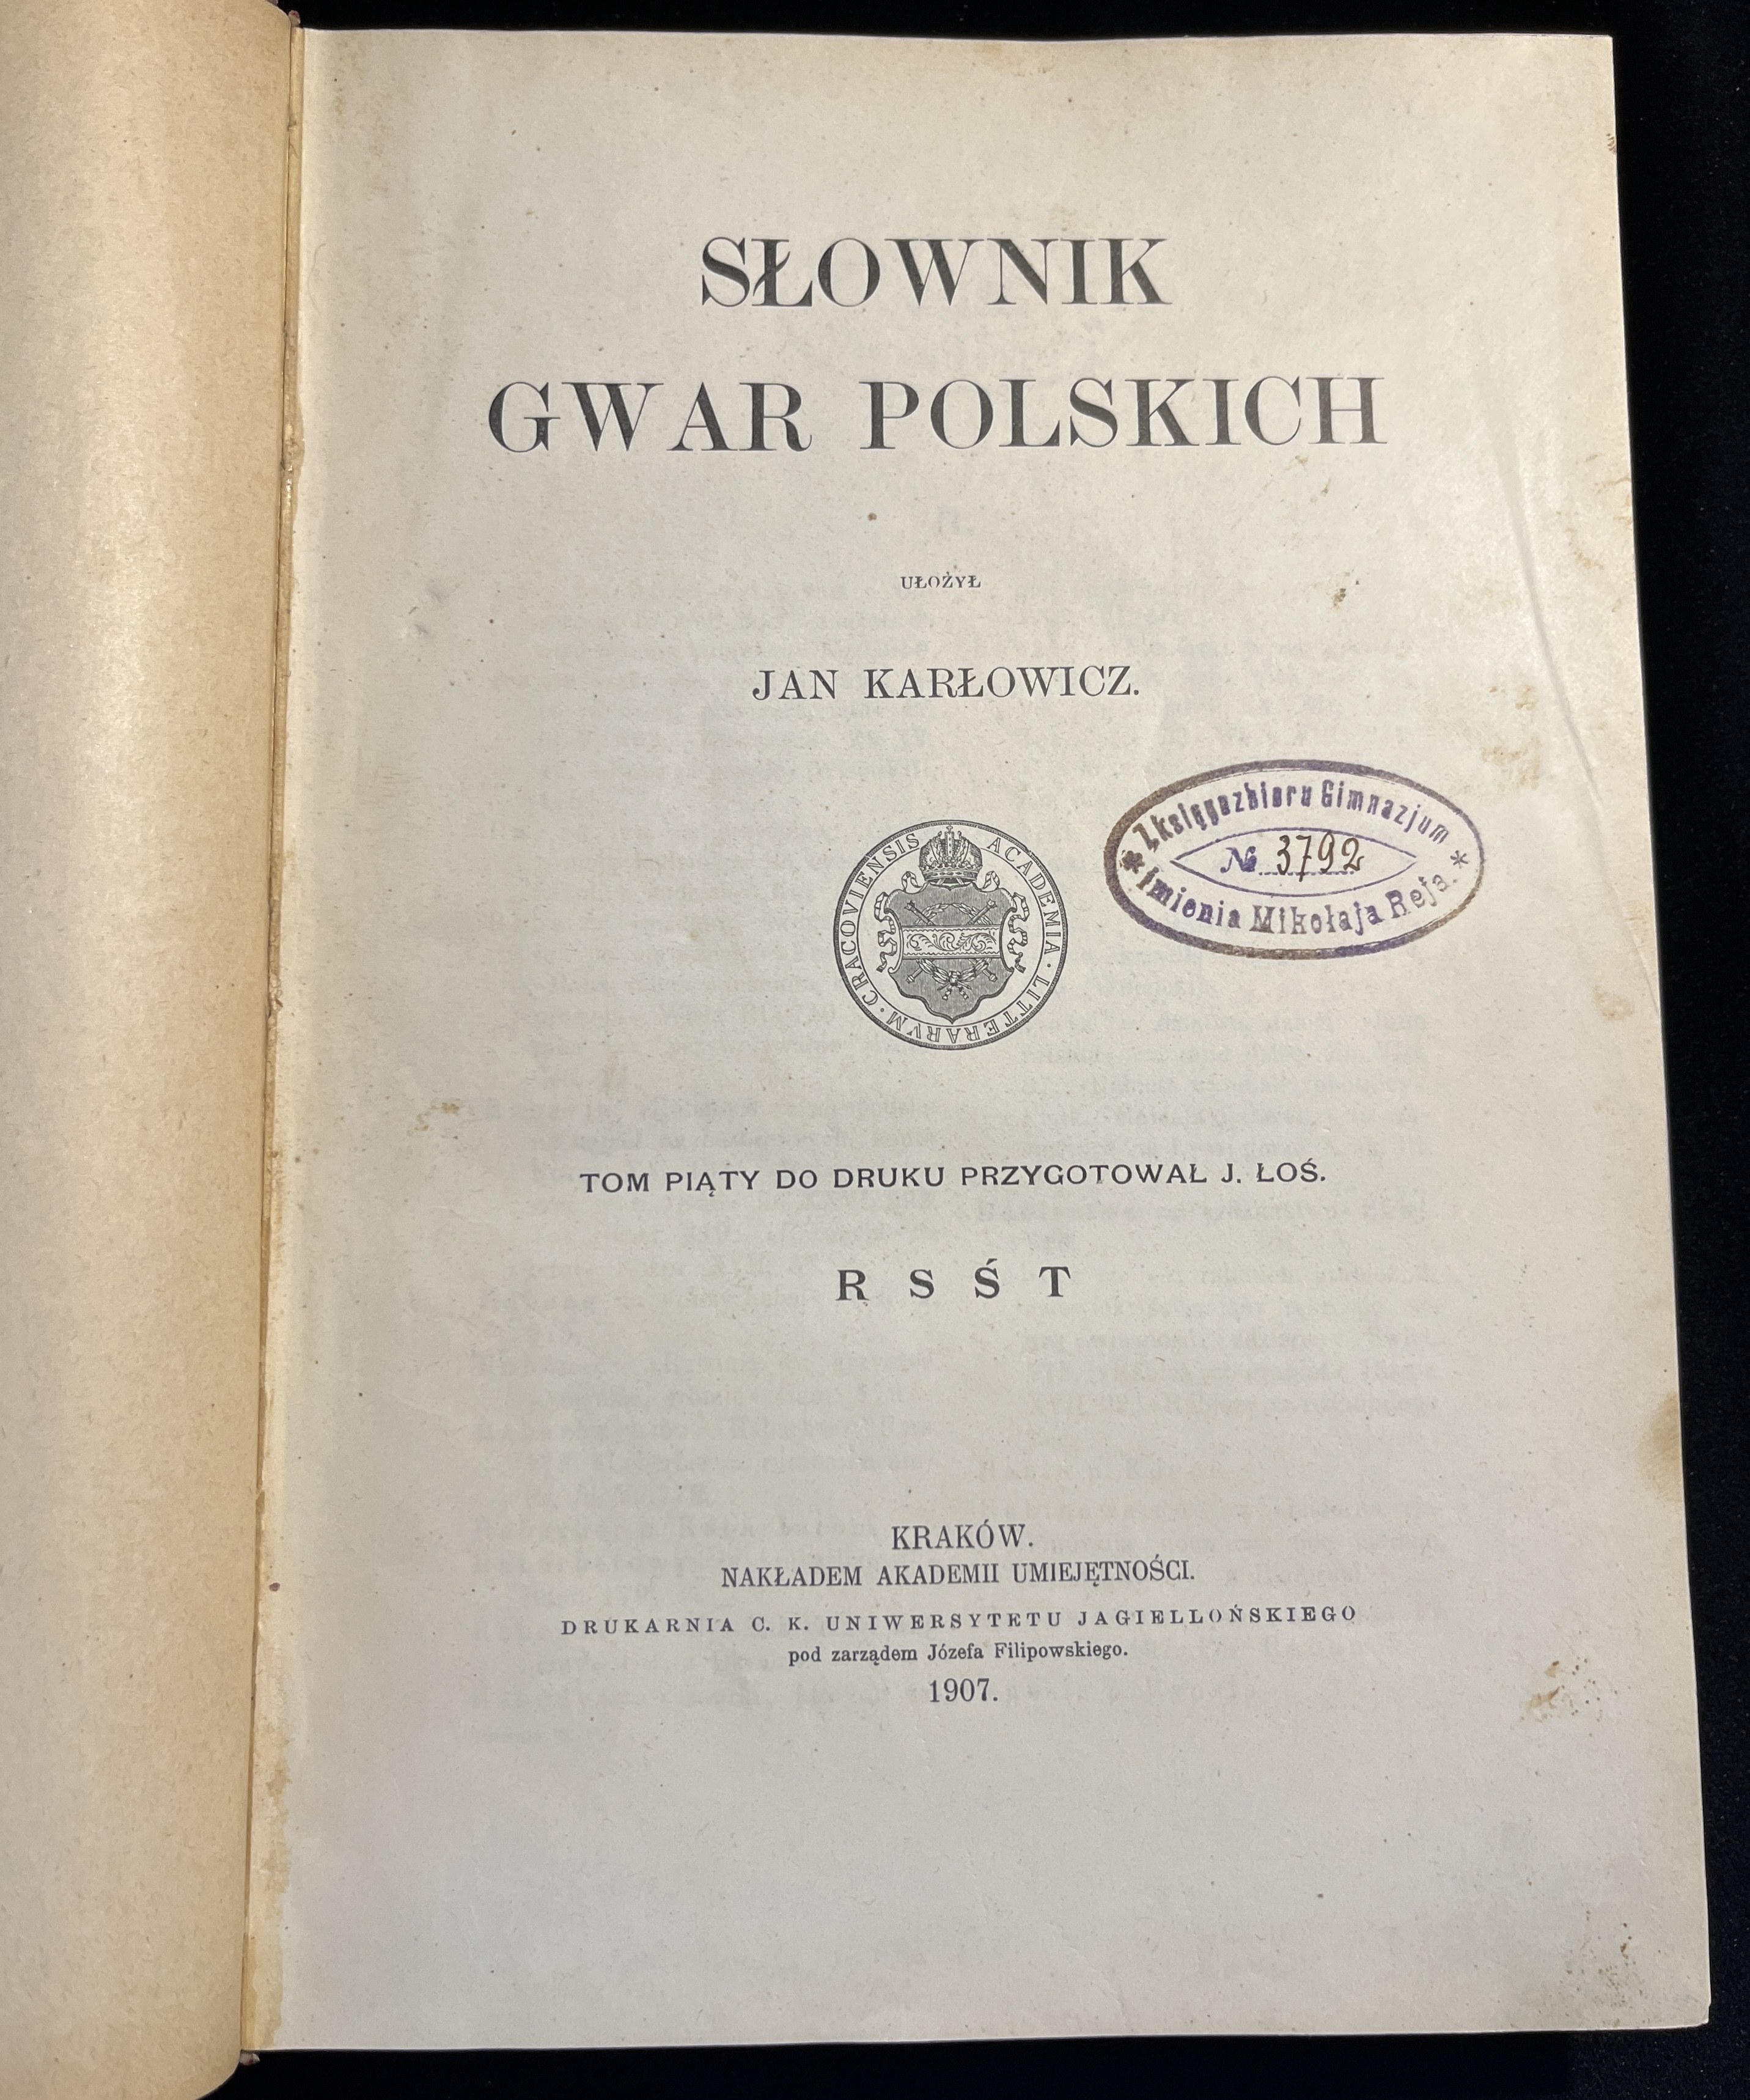 SŁOWNIK
GWAR POLSKICH
UŁOŻYŁ
JAN KARŁOWICZ.
ACADEMIA · LITTERARVM · CRACOVIENSIS
Z księgozbioru Gimnazjum
№ 3792
* imienia Mikołaja Reja. *
TOM PIĄTY DO DRUKU PRZYGOTOWAŁ J. ŁOŚ.
R S Ś T
KRAKÓW.
NAKŁADEM AKADEMII UMIEJĘTNOŚCI.
DRUKARNIA C. K. UNIWERSYTETU JAGIELLOŃSKIEGO
pod zarządem Józefa Filipowskiego.
1907.